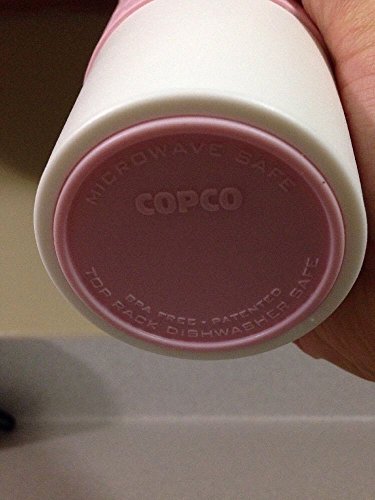 MICROWAVE SAFE
COPCO
BPA FREE • PATENTED
TOP RACK DISHWASHER SAFE